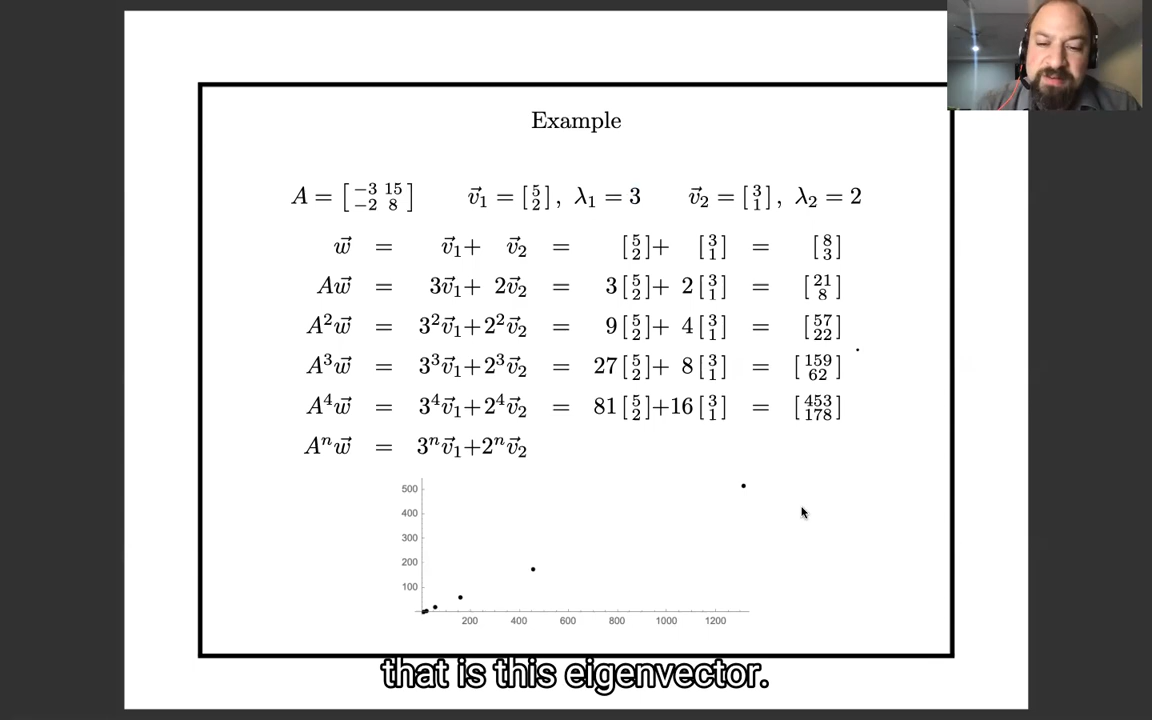 Example
A = [−3 15 −2 8] v⃗₁ = [5 2], λ₁ = 3 v⃗₂ = [3 1], λ₂ = 2
w⃗ = v⃗₁+ v⃗₂ = [5 2]+ [3 1] = [8 3]
Aw⃗ = 3v⃗₁+ 2v⃗₂ = 3[5 2]+ 2[3 1] = [21 8]
A²w⃗ = 3²v⃗₁+2²v⃗₂ = 9[5 2]+ 4[3 1] = [57 22]
A³w⃗ = 3³v⃗₁+2³v⃗₂ = 27[5 2]+ 8[3 1] = [159 62] .
A⁴w⃗ = 3⁴v⃗₁+2⁴v⃗₂ = 81[5 2]+16[3 1] = [453 178]
Aⁿw⃗ = 3ⁿv⃗₁+2ⁿv⃗₂
500
400
300
200
100
200 400 600 800 1000 1200
that is this eigenvector.